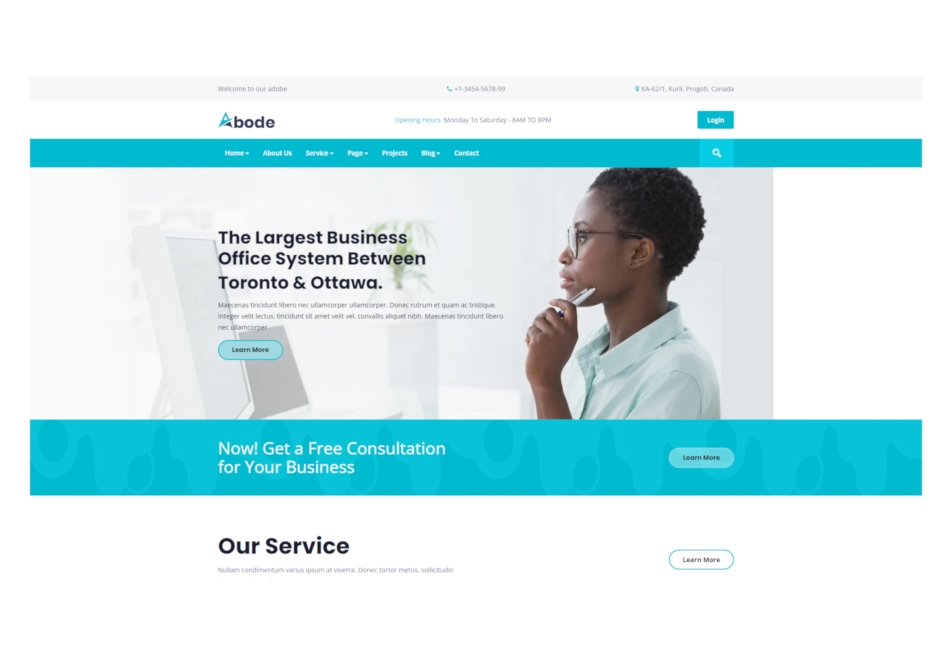 Welcome to our adobe
+1-3454-5678-99
KA-62/1, Kuril, Progoti, Canada
Abode
Opening Hours :Monday To Saturday - 8AM TO 8PM
Login
Home
About Us
Service
Page
Projects
Blog
Contact
The Largest Business
Office System Between
Toronto & Ottawa.
Maecenas tincidunt libero nec ullamcorper ullamcorper. Donec rutrum et quam ac tristique.
Integer velit lectus, tincidunt sit amet velit vel, convallis aliquet nibh. Maecenas tincidunt libero
nec ullamcorper
Learn More
Now! Get a Free Consultation
for Your Business
Learn More
Our Service
Nullam condimentum varius ipsum at viverra. Donec tortor metus, sollicitudin
Learn More